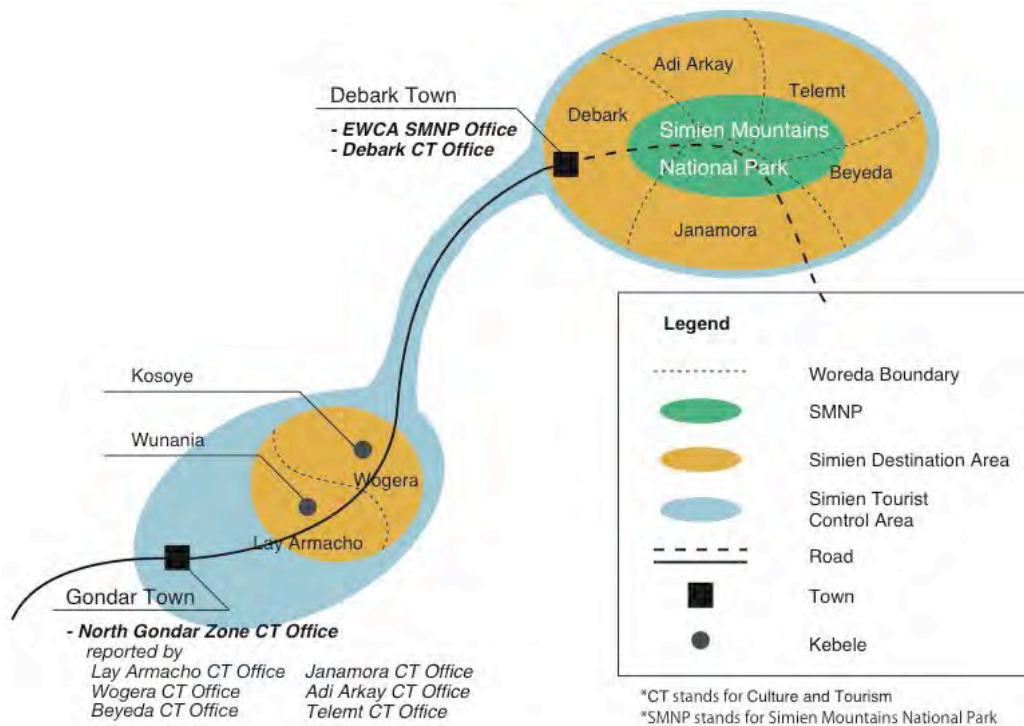 Adi Arkay
Telemt
Debark Town
Debark
- EWCA SMNP Office
- Debark CT Office
Simien Mountains
National Park
Beyeda
Janamora
Legend
Woreda Boundary
SMNP
Simien Destination Area
Simien Tourist
Control Area
Road
Town
Kebele
Kosoye
Wunania
Wogera
Lay Armacho
Gondar Town
- North Gondar Zone CT Office
reported by
Lay Armacho CT Office Janamora CT Office
Wogera CT Office Adi Arkay CT Office
Beyeda CT Office Telemt CT Office
*CT stands for Culture and Tourism
*SMNP stands for Simien Mountains National Park